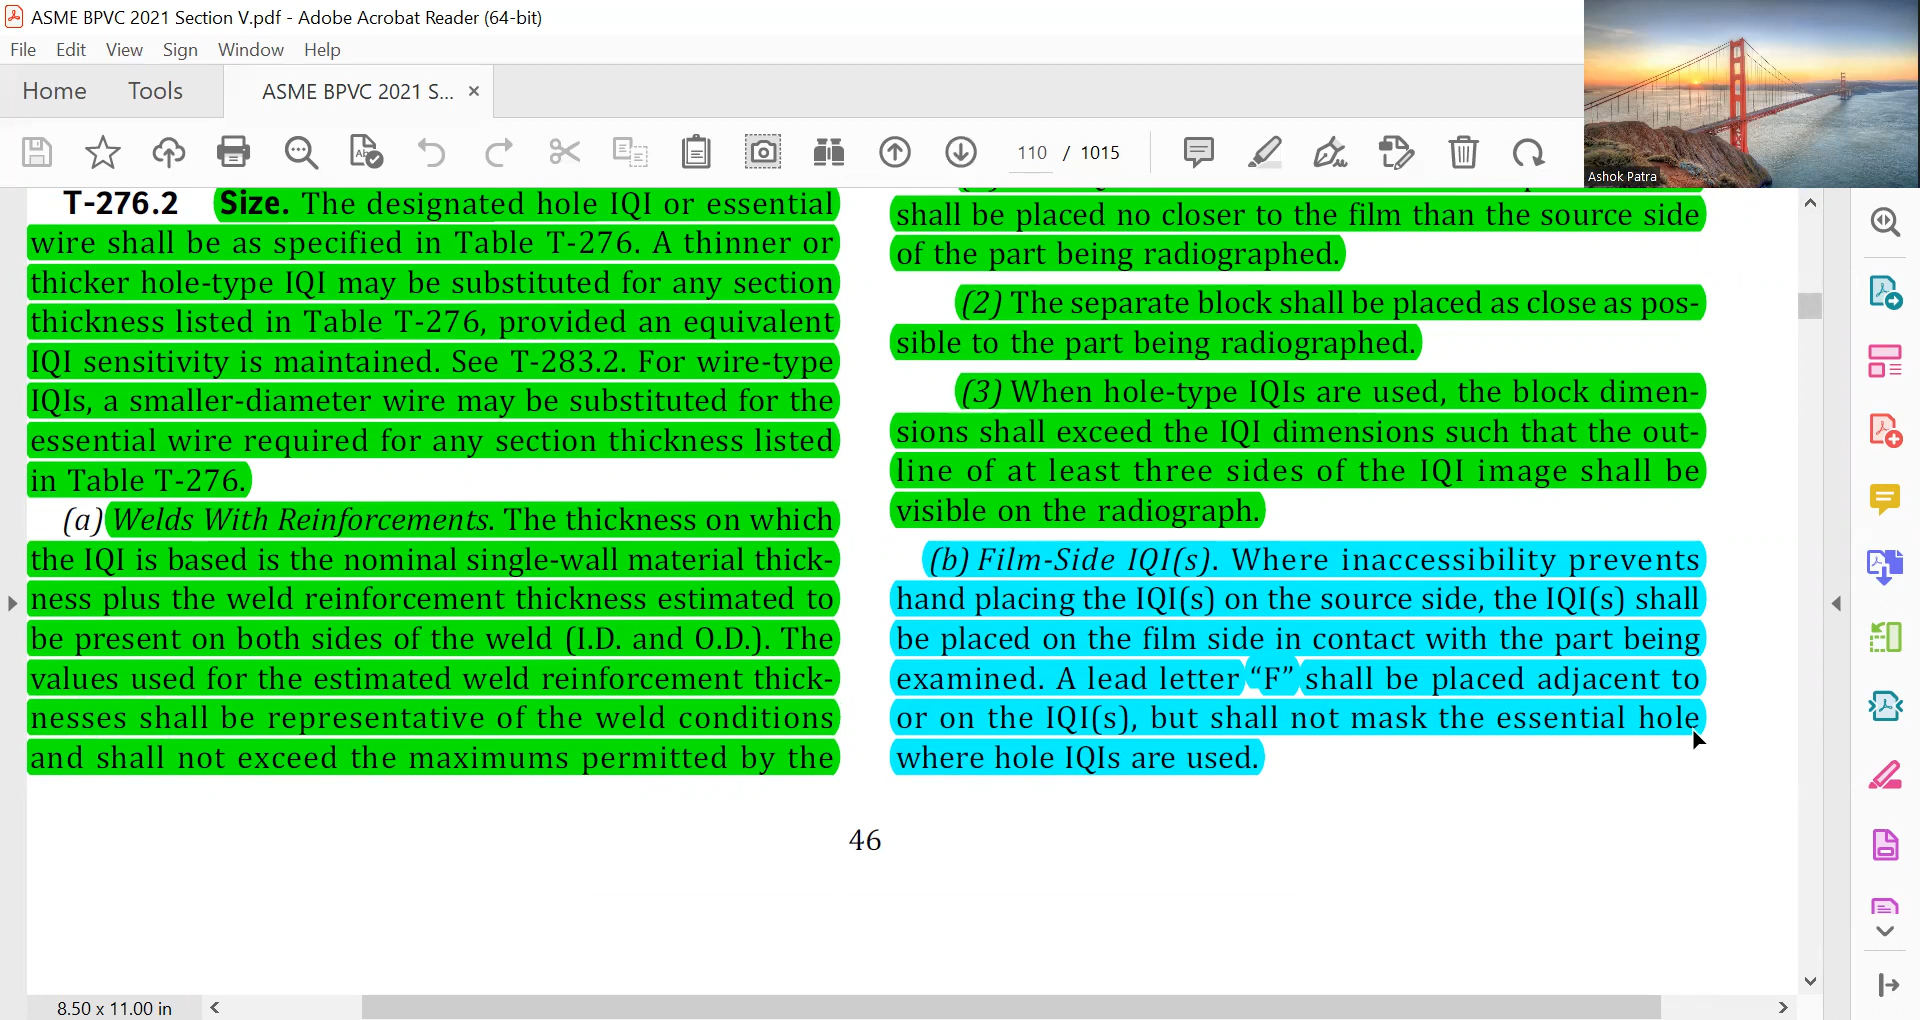 ASME BPVC 2021 Section V.pdf - Adobe Acrobat Reader (64-bit)
File Edit View Sign Window Help
Home Tools ASME BPVC 2021 S... ×
110 / 1015
Ashok Patra
T-276.2 Size. The designated hole IQI or essential
wire shall be as specified in Table T-276. A thinner or
thicker hole-type IQI may be substituted for any section
thickness listed in Table T-276, provided an equivalent
IQI sensitivity is maintained. See T-283.2. For wire-type
IQIs, a smaller-diameter wire may be substituted for the
essential wire required for any section thickness listed
in Table T-276.
(a) Welds With Reinforcements. The thickness on which
the IQI is based is the nominal single-wall material thick-
ness plus the weld reinforcement thickness estimated to
be present on both sides of the weld (I.D. and O.D.). The
values used for the estimated weld reinforcement thick-
nesses shall be representative of the weld conditions
and shall not exceed the maximums permitted by the
shall be placed no closer to the film than the source side
of the part being radiographed.
(2) The separate block shall be placed as close as pos-
sible to the part being radiographed.
(3) When hole-type IQIs are used, the block dimen-
sions shall exceed the IQI dimensions such that the out-
line of at least three sides of the IQI image shall be
visible on the radiograph.
(b) Film-Side IQI(s). Where inaccessibility prevents
hand placing the IQI(s) on the source side, the IQI(s) shall
be placed on the film side in contact with the part being
examined. A lead letter “F” shall be placed adjacent to
or on the IQI(s), but shall not mask the essential hole
where hole IQIs are used.
46
8.50 x 11.00 in